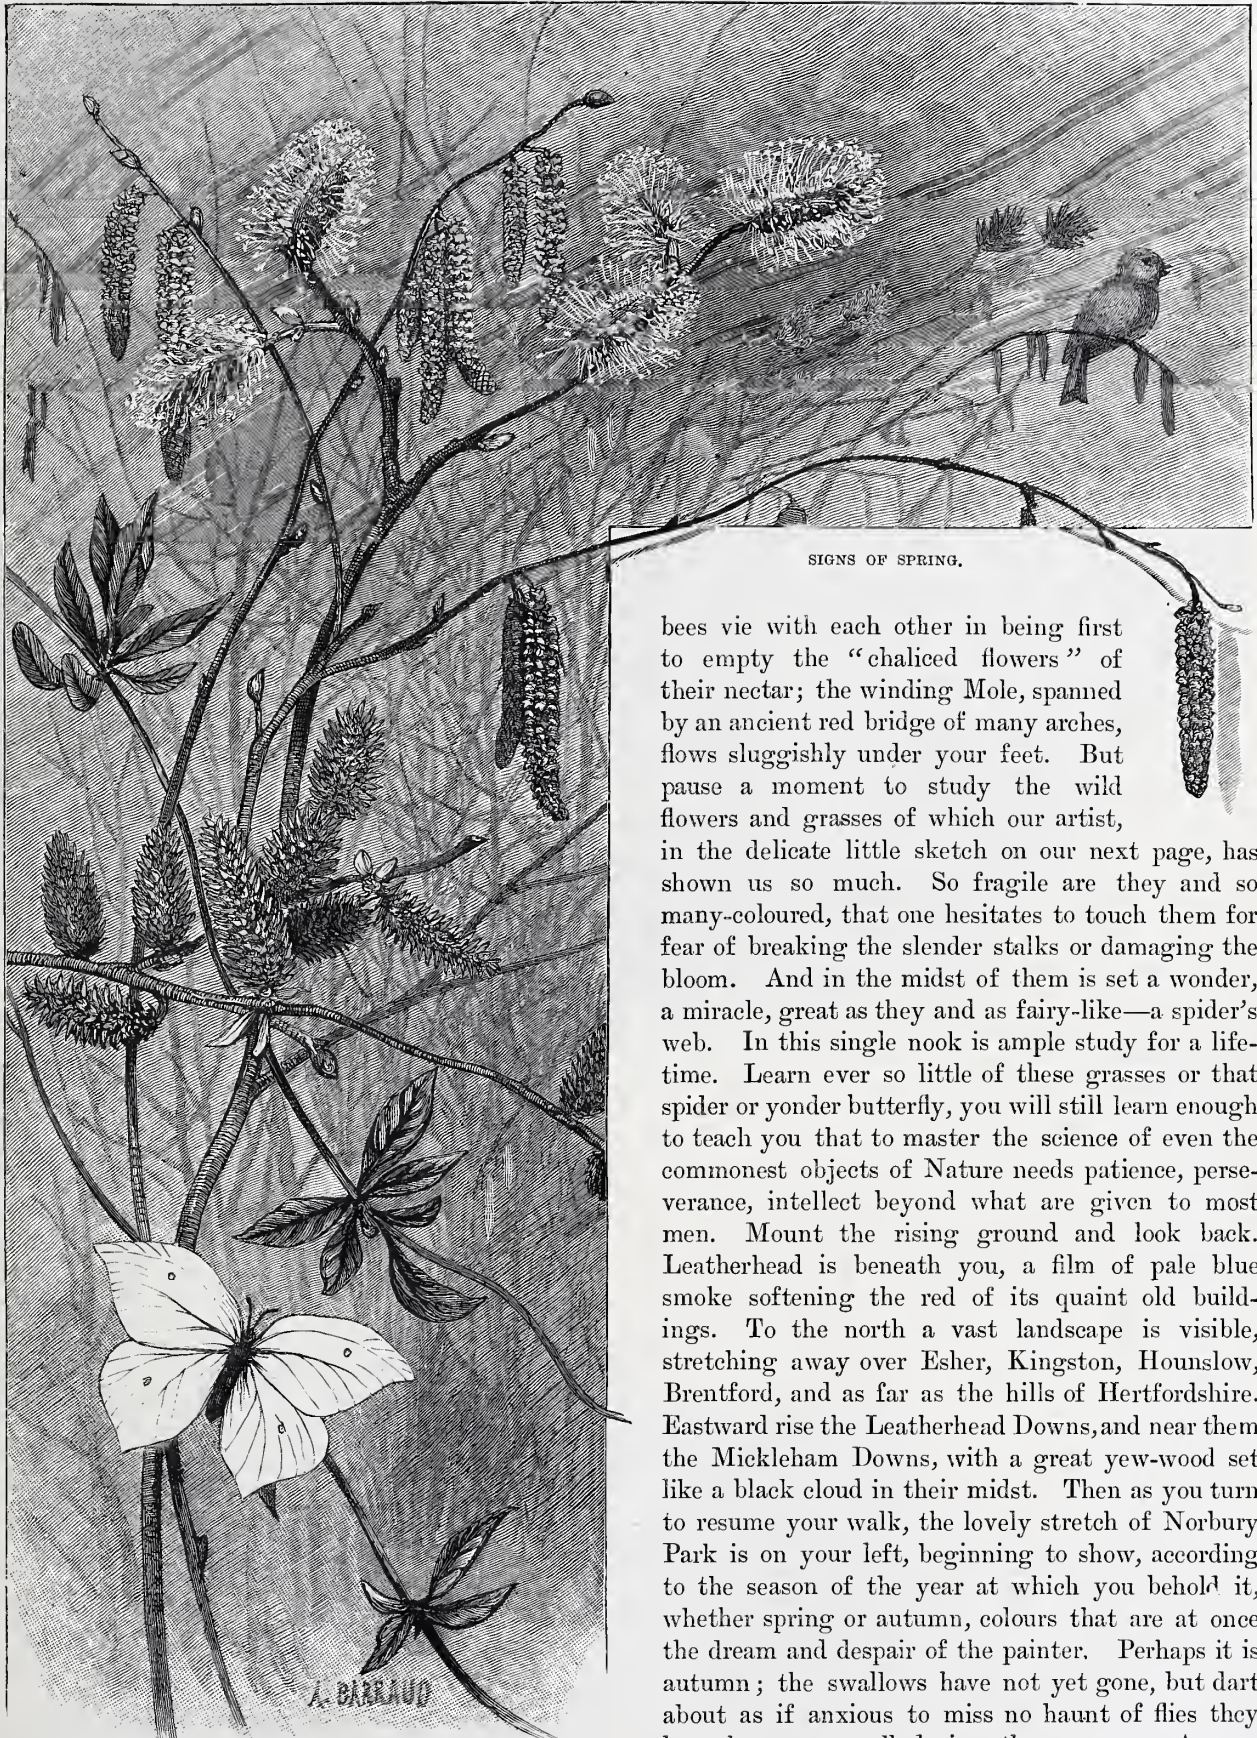 SIGNS OF SPRING.
bees vie with each other in being first
to empty the “chaliced flowers” of
their nectar; the winding Mole, spanned
by an ancient red bridge of many arches,
flows sluggishly under your feet. But
pause a moment to study the wild
flowers and grasses of which our artist,
in the delicate little sketch on our next page, has
shown us so much. So fragile are they and so
many-coloured, that one hesitates to touch them for
fear of breaking the slender stalks or damaging the
bloom. And in the midst of them is set a wonder,
a miracle, great as they and as fairy-like—a spider's
web. In this single nook is ample study for a life-
time. Learn ever so little of these grasses or that
spider or yonder butterfly, you will still learn enough
to teach you that to master the science of even the
commonest objects of Nature needs patience, perse-
verance, intellect beyond what are given to most
men. Mount the rising ground and look back.
Leatherhead is beneath you, a film of pale blue
smoke softening the red of its quaint old build-
ings. To the north a vast landscape is visible,
stretching away over Esher, Kingston, Hounslow,
Brentford, and as far as the hills of Hertfordshire.
Eastward rise the Leatherhead Downs, and near them
the Mickleham Downs, with a great yew-wood set
like a black cloud in their midst. Then as you turn
to resume your walk, the lovely stretch of Norbury
Park is on your left, beginning to show, according
to the season of the year at which you behold it,
whether spring or autumn, colours that are at once
the dream and despair of the painter. Perhaps it is
autumn; the swallows have not yet gone, but dart
about as if anxious to miss no haunt of flies they
A. BARRAUD